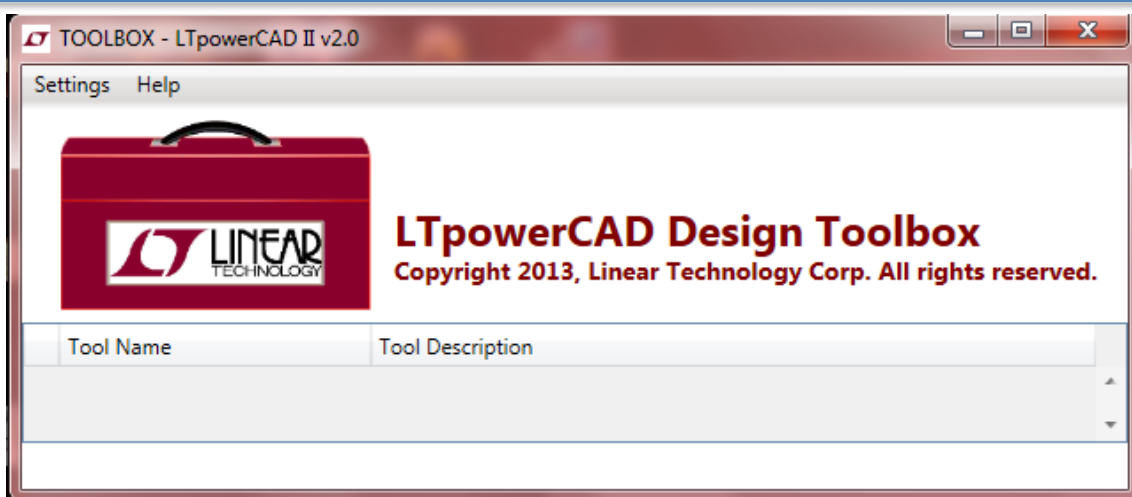 TOOLBOX - LTpowerCAD II v2.0
Settings Help
LINEAR
TECHNOLOGY
LTpowerCAD Design Toolbox
Copyright 2013, Linear Technology Corp. All rights reserved.
Tool Name Tool Description